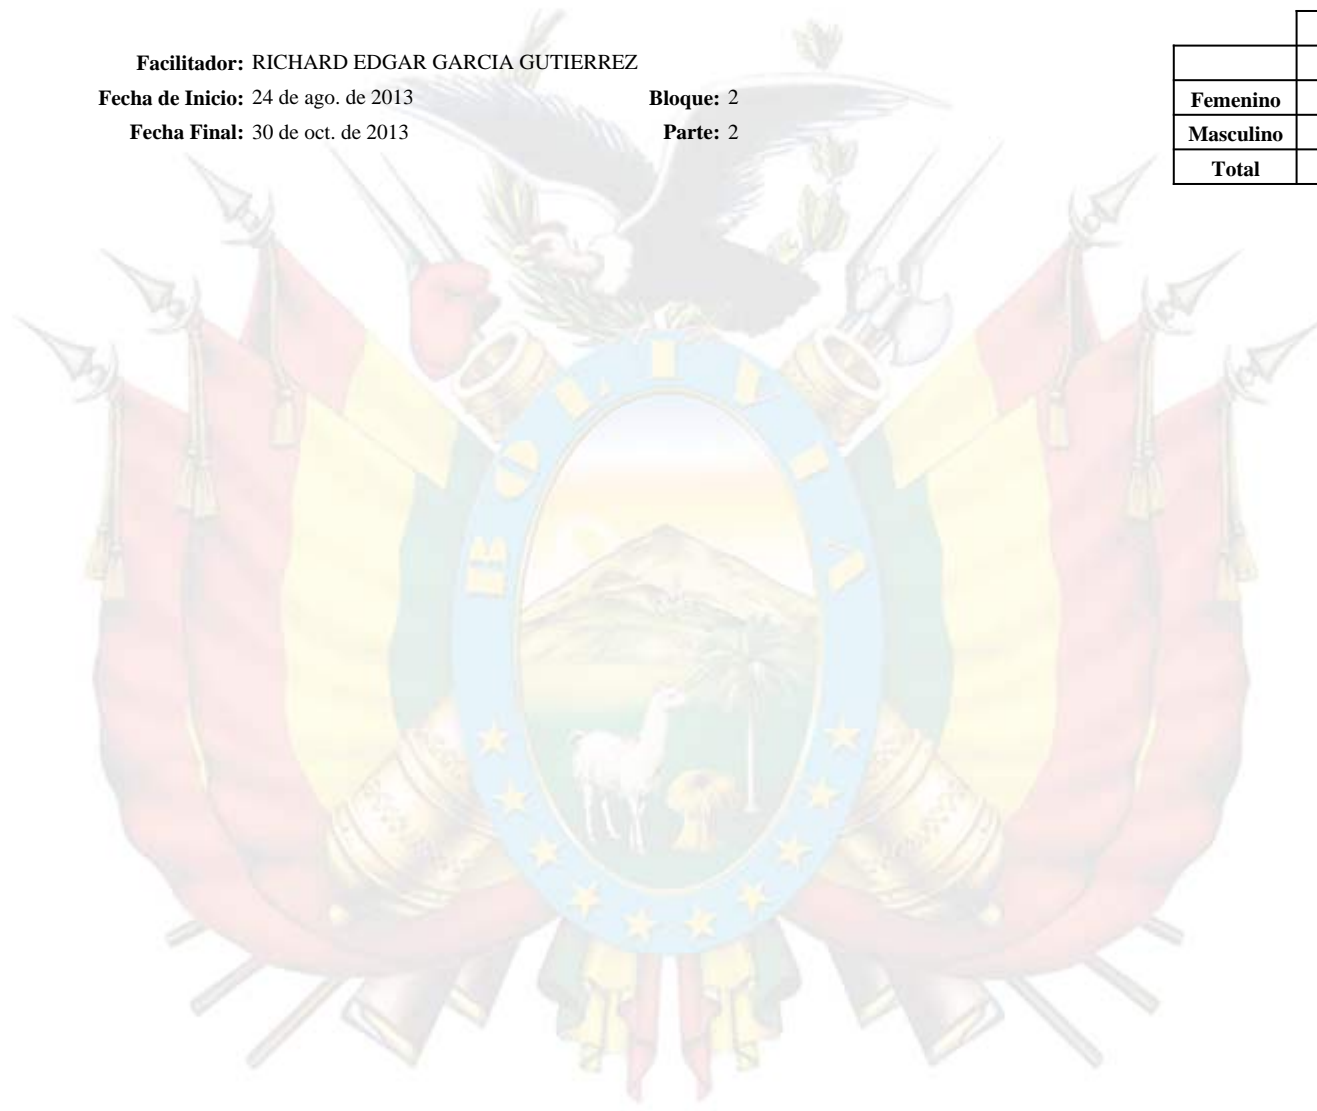 Facilitador: RICHARD EDGAR GARCIA GUTIERREZ
Fecha de Inicio: 24 de ago. de 2013 Bloque: 2
Fecha Final: 30 de oct. de 2013 Parte: 2
Femenino
Masculino
Total
BOLIVIA